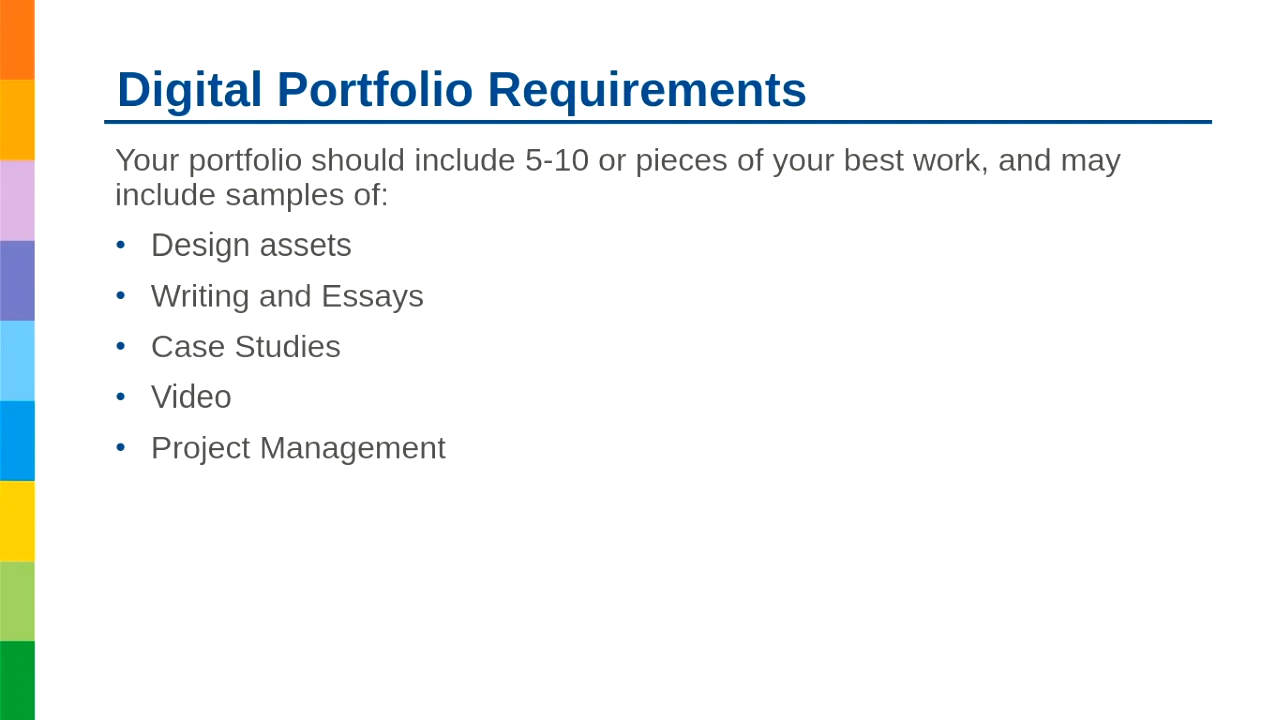 Digital Portfolio Requirements
Your portfolio should include 5-10 or pieces of your best work, and may
include samples of:
• Design assets
• Writing and Essays
• Case Studies
• Video
• Project Management